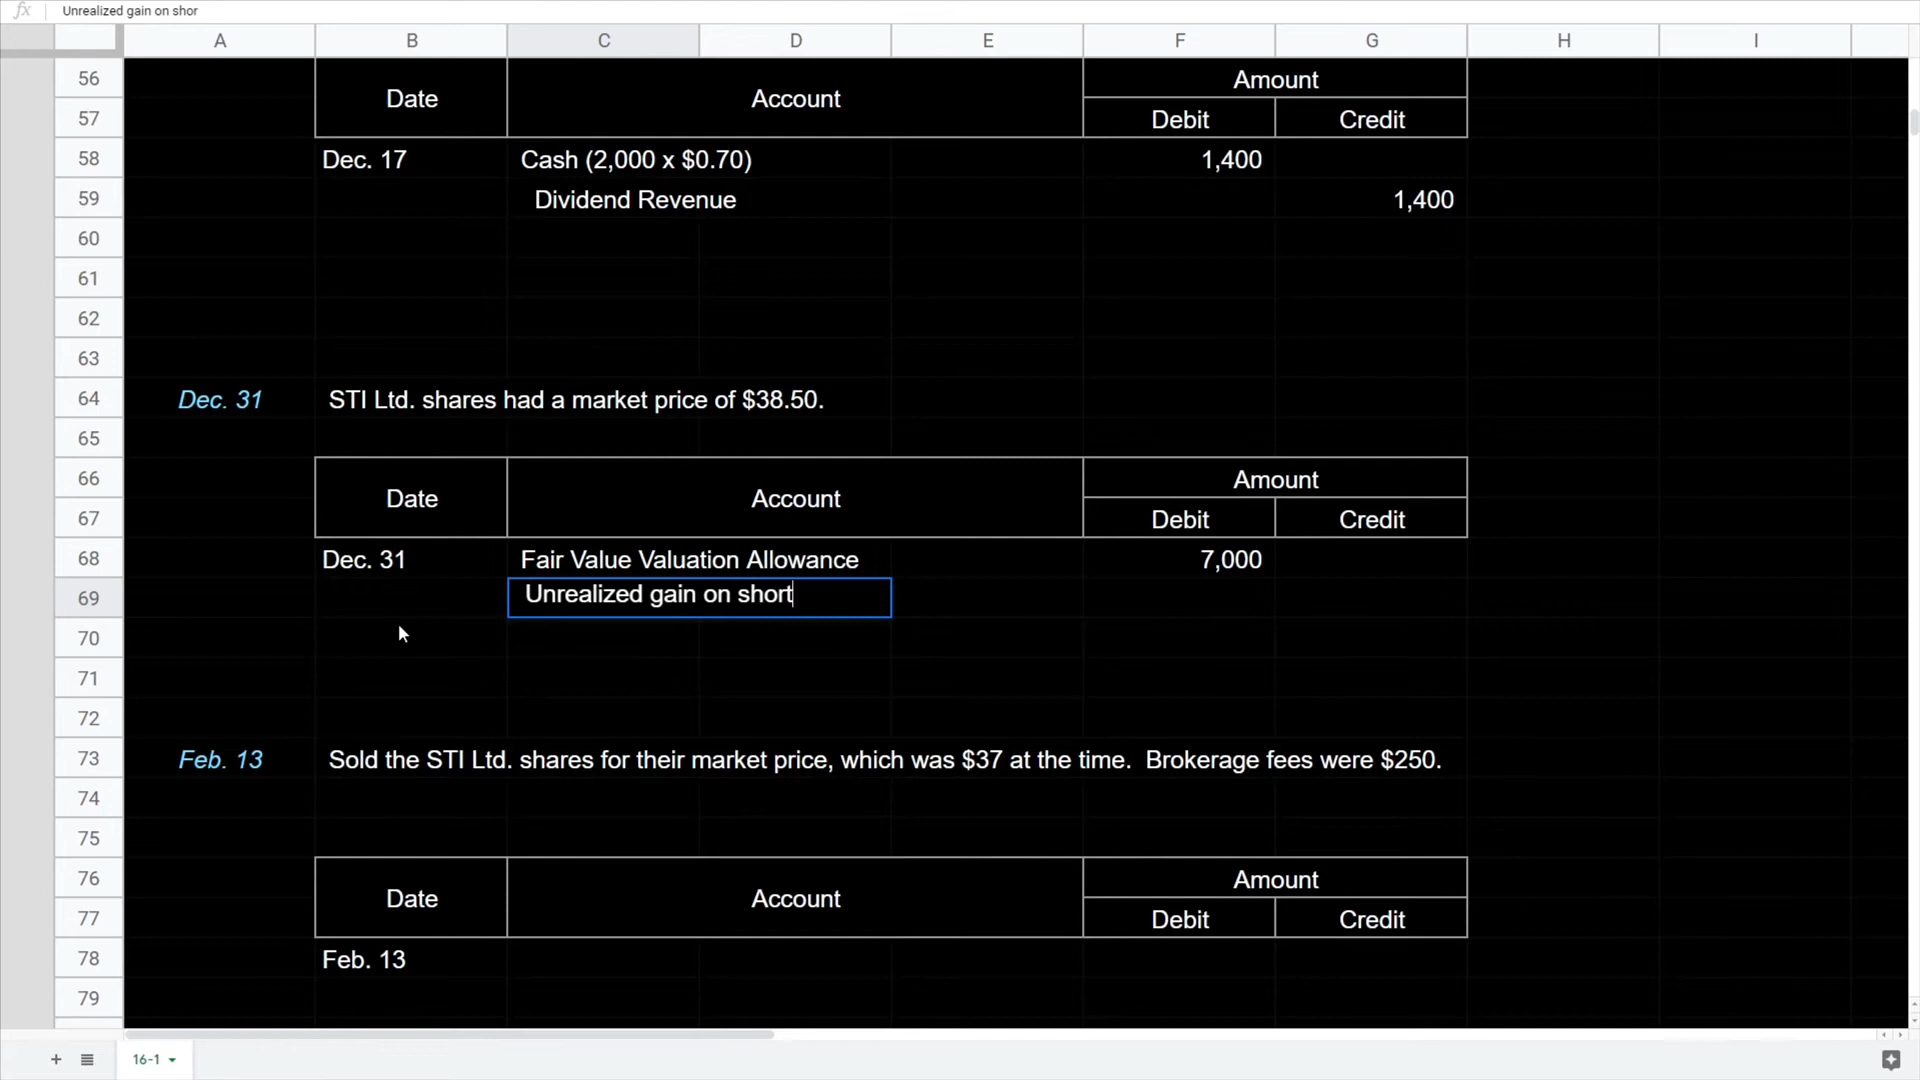 fx Unrealized gain on shor
A B C D E F G H I
56 Date Account Amount
57 Debit Credit
58 Dec. 17 Cash (2,000 x $0.70) 1,400
59 Dividend Revenue 1,400
60
61
62
63
64 Dec. 31 STI Ltd. shares had a market price of $38.50.
65
66 Date Account Amount
67 Debit Credit
68 Dec. 31 Fair Value Valuation Allowance 7,000
69 Unrealized gain on short
70
71
72
73 Feb. 13 Sold the STI Ltd. shares for their market price, which was $37 at the time. Brokerage fees were $250.
74
75
76 Date Account Amount
77 Debit Credit
78 Feb. 13
79
+ 16-1